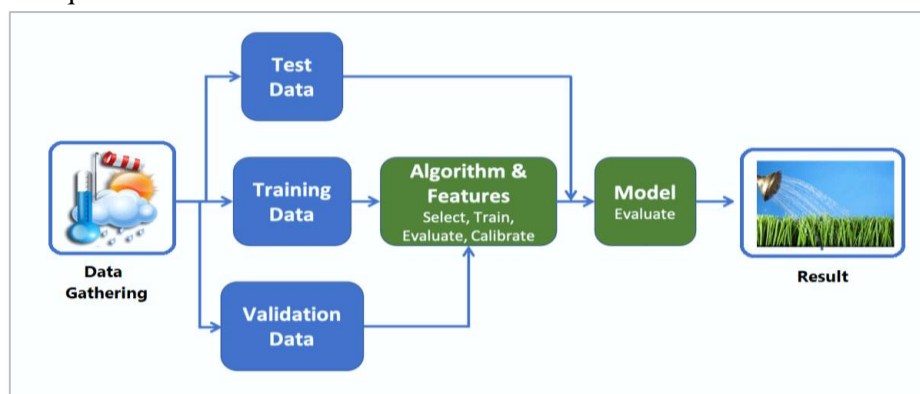 Test
Data
Training
Data
Algorithm &
Features
Select, Train,
Evaluate, Calibrate
Model
Evaluate
Data
Gathering
Result
Validation
Data